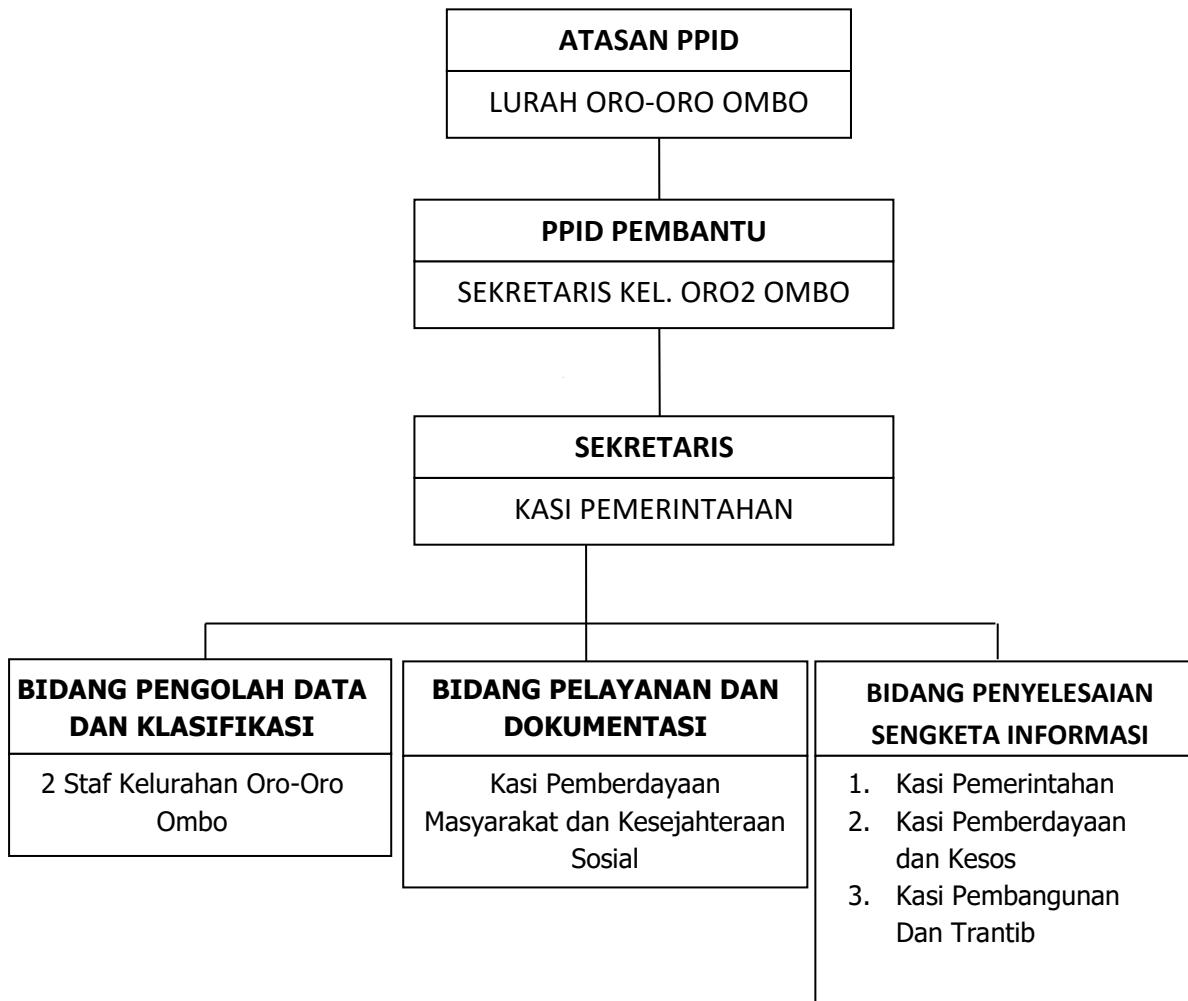 ATASAN PPID
LURAH ORO-ORO OMBO
PPID PEMBANTU
SEKRETARIS KEL. ORO2 OMBO
SEKRETARIS
KASI PEMERINTAHAN
BIDANG PENGOLAH DATA
DAN KLASIFIKASI
2 Staf Kelurahan Oro-Oro
Ombo
BIDANG PELAYANAN DAN
DOKUMENTASI
Kasi Pemberdayaan
Masyarakat dan Kesejahteraan
Sosial
BIDANG PENYELESAIAN
SENGKETA INFORMASI
1. Kasi Pemerintahan
2. Kasi Pemberdayaan
dan Kesos
3. Kasi Pembangunan
Dan Trantib